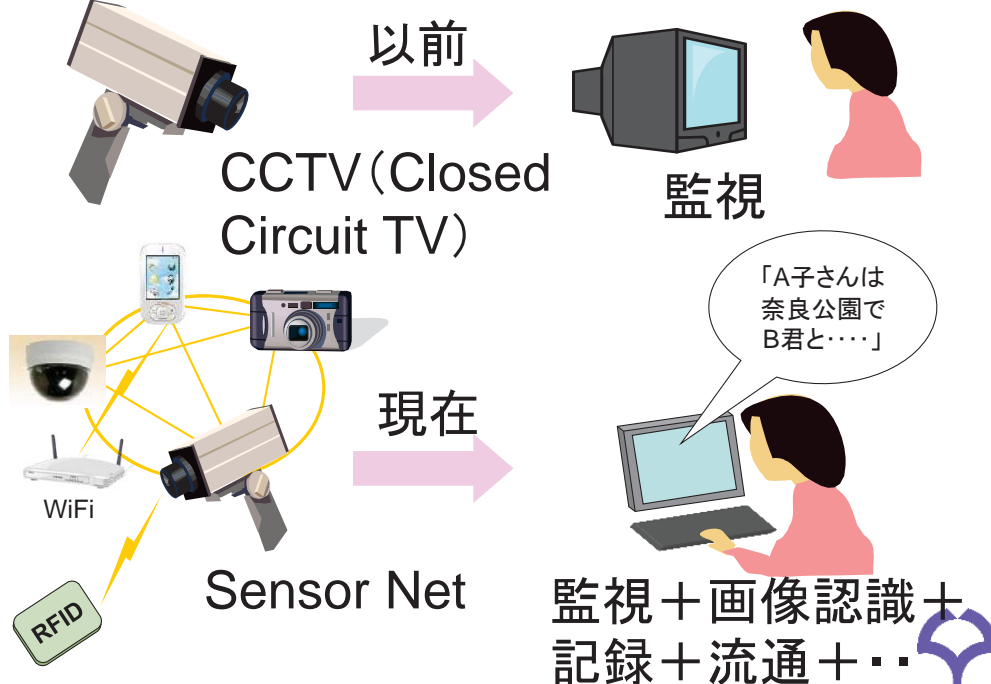 以前
CCTV（Closed
Circuit TV）
監視
「A子さんは
奈良公園で
B君と・・・・」
現在
WiFi
RFID
Sensor Net
監視＋画像認識＋
記録＋流通＋・・